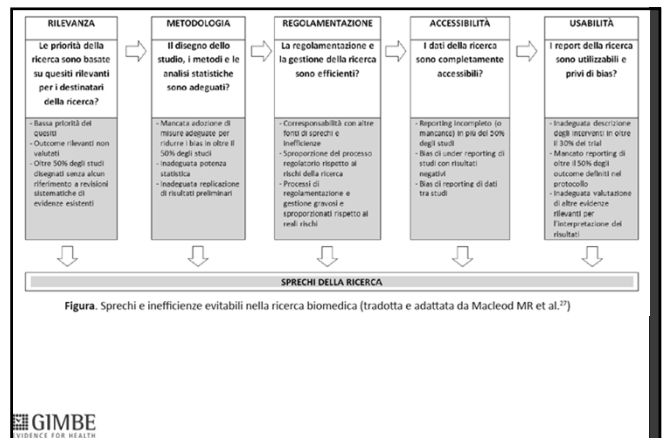 RILEVANZA
Le priorità della
ricerca sono basate
su quesiti rilevanti
per i destinatari
della ricerca?
- Bassa priorità dei
quesiti
- Outcome rilevanti non
valutati
- Oltre 50% degli studi
disegnati senza alcun
riferimento a revisioni
sistematiche di
evidenze esistenti
METODOLOGIA
Il disegno dello
studio, i metodi e le
analisi statistiche
sono adeguati?
- Mancata adozione di
misure adeguate per
ridurre i bias in oltre il
50% degli studi
- Inadeguata potenza
statistica
- Inadeguata replicazione
di risultati preliminari
REGOLAMENTAZIONE
La regolamentazione e
la gestione della ricerca
sono efficienti?
- Corresponsabilità con altre
fonti di sprechi e
inefficienze
- Sproporzione del processo
regolatorio rispetto ai
rischi della ricerca
- Processi di
regolamentazione e
gestione gravosi e
sproporzionati rispetto ai
reali rischi
ACCESSIBILITÀ
I dati della ricerca
sono completamente
accessibili?
- Reporting incompleto (o
mancante) in più del 50%
degli studi
- Bias di under reporting di
studi con risultati
negativi
- Bias di reporting di dati
tra studi
USABILITÀ
I report della ricerca
sono utilizzabili e
privi di bias?
- Inadeguata descrizione
degli interventi in oltre
il 30% dei trial
- Mancato reporting di
oltre il 50% degli
outcome definiti nel
protocollo
- Inadeguata valutazione
di altre evidenze
rilevanti per
l'interpretazione dei
risultati
SPRECHI DELLA RICERCA
Figura. Sprechi e inefficienze evitabili nella ricerca biomedica (tradotta e adattata da Macleod MR et al.27)
GIMBE
EVIDENCE FOR HEALTH